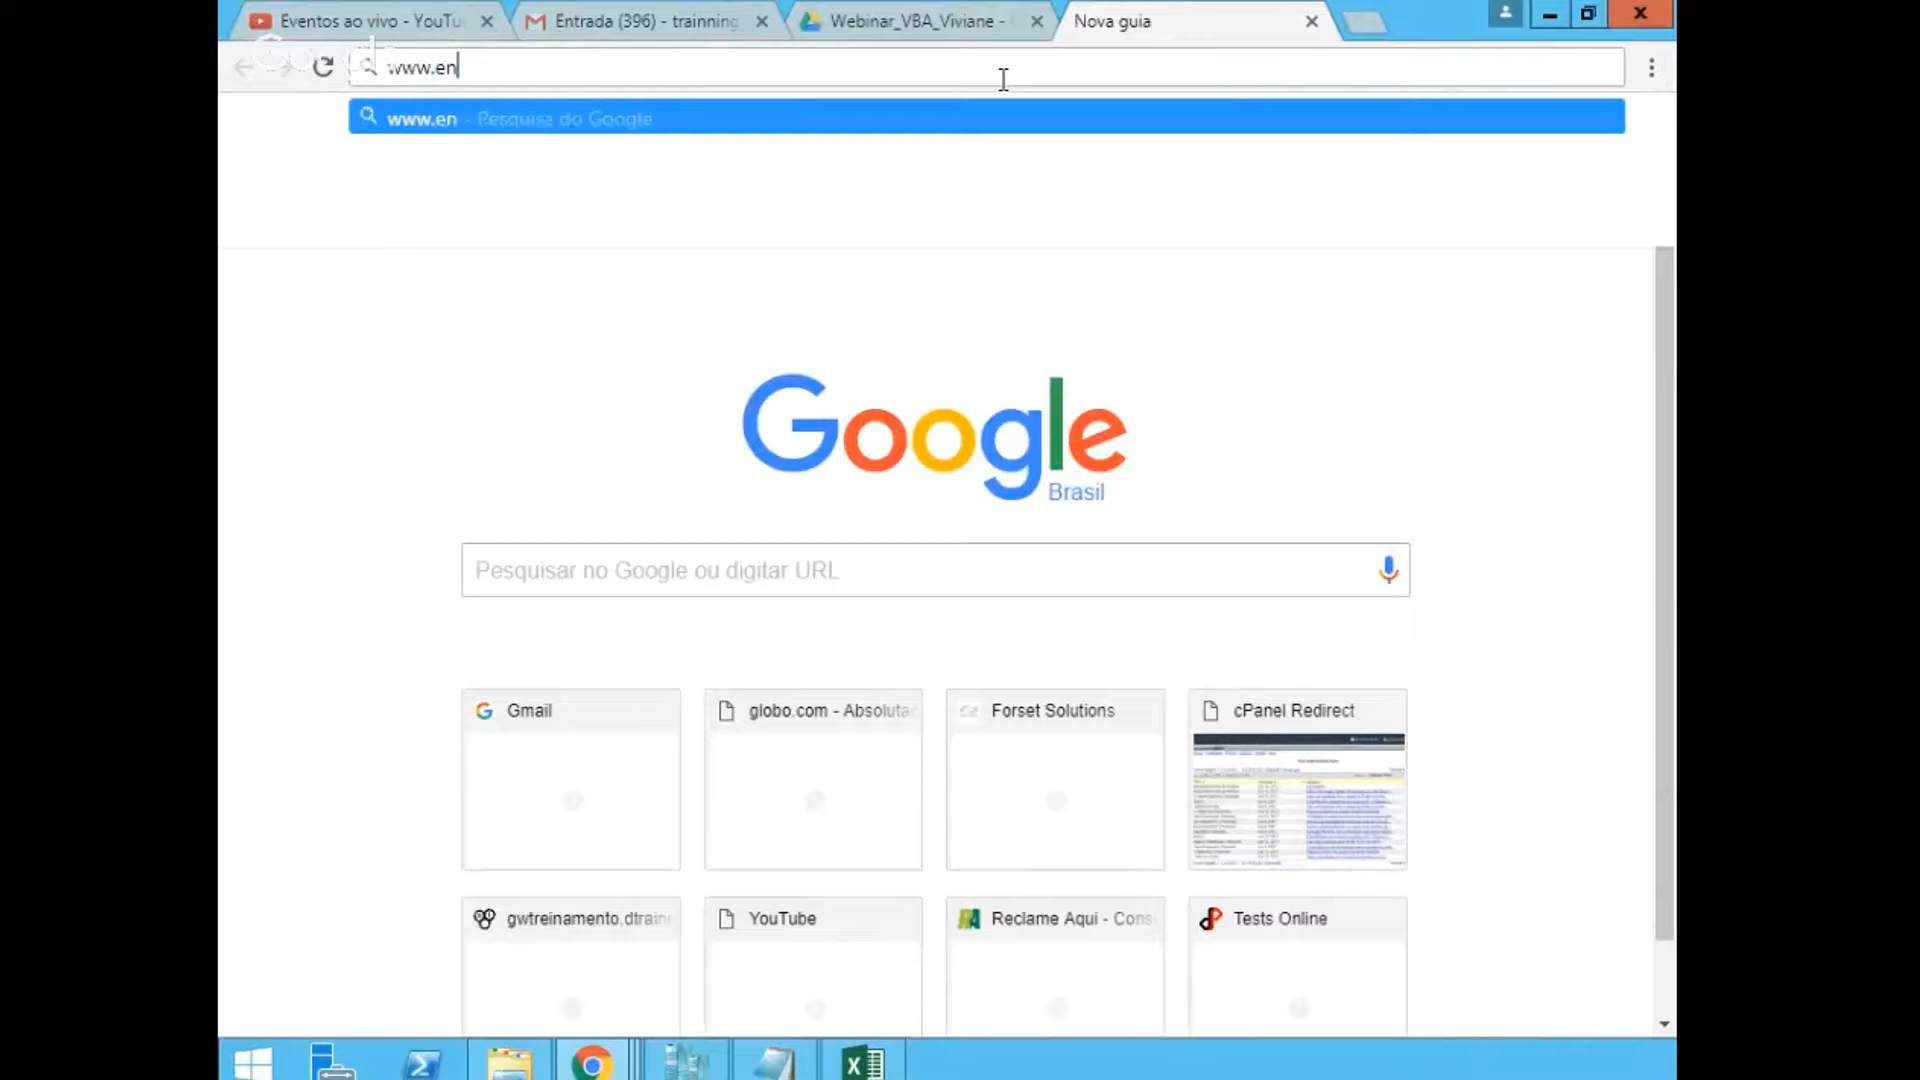 Eventos ao vivo - YouTu
Entrada (396) - trainning
Webinar_VBA_Viviane -
Nova guia
Google
www.en
www.en - Pesquisa do Google
Google
Brasil
Pesquisar no Google ou digitar URL
Gmail
globo.com - Absoluta
Forset Solutions
cPanel Redirect
gwtreinamento.dtrain
YouTube
Reclame Aqui - Cons
Tests Online